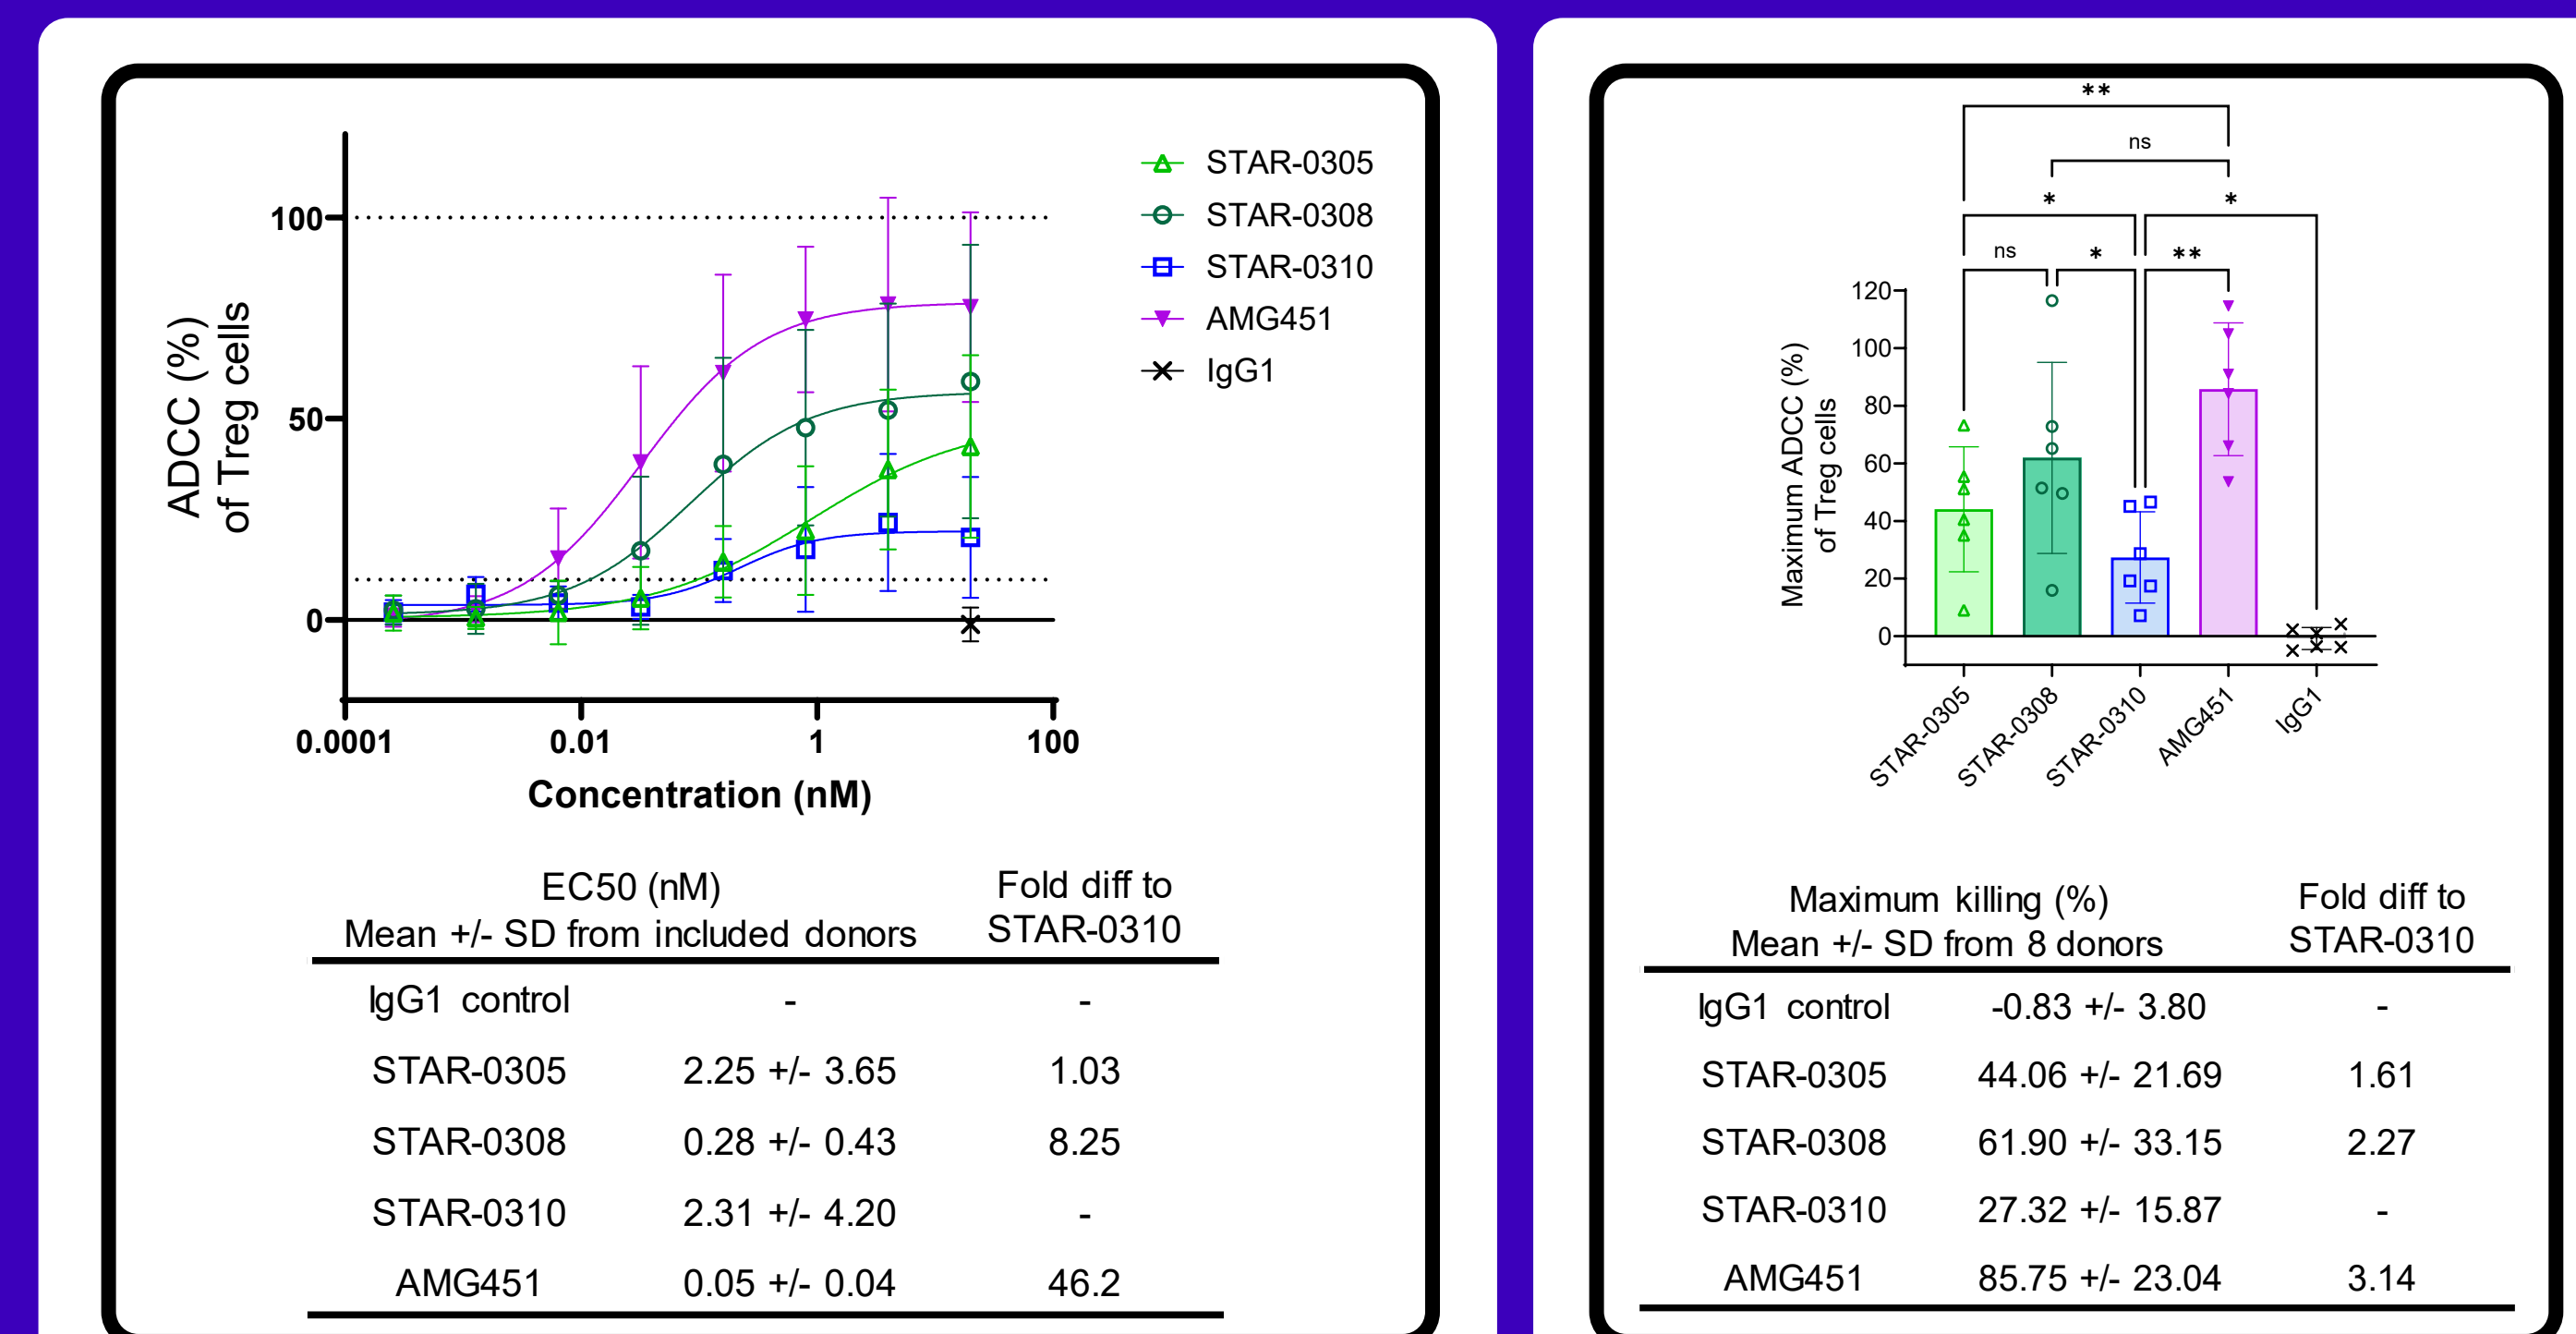 STAR-0305
STAR-0308
STAR-0310
AMG451
IgG1
ADCC (%)
of Treg cells
100
50
0
0.0001
0.01
1
100
Concentration (nM)
EC50 (nM)
Mean +/- SD from included donors
Fold diff to
STAR-0310
IgG1 control - -
STAR-0305 2.25 +/- 3.65 1.03
STAR-0308 0.28 +/- 0.43 8.25
STAR-0310 2.31 +/- 4.20 -
AMG451 0.05 +/- 0.04 46.2
**
ns
* *
ns * **
Maximum ADCC (%)
of Treg cells
120
100
80
60
40
20
0
STAR-0305
STAR-0308
STAR-0310
AMG451
IgG1
Maximum killing (%)
Mean +/- SD from 8 donors
Fold diff to
STAR-0310
IgG1 control -0.83 +/- 3.80 -
STAR-0305 44.06 +/- 21.69 1.61
STAR-0308 61.90 +/- 33.15 2.27
STAR-0310 27.32 +/- 15.87 -
AMG451 85.75 +/- 23.04 3.14